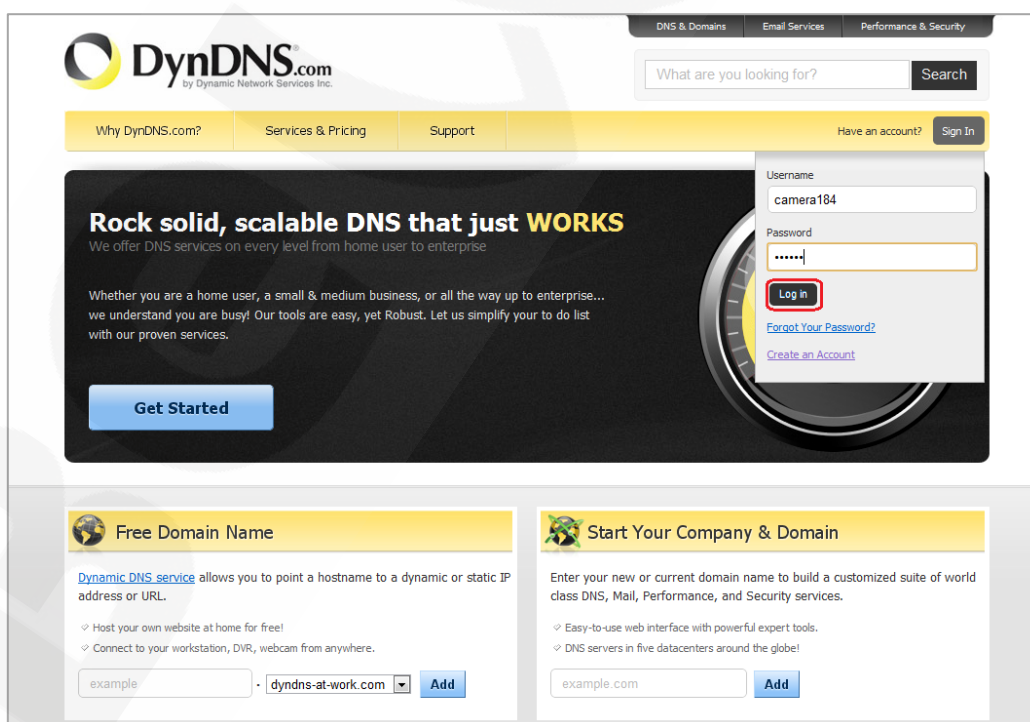 DNS & Domains Email Services Performance & Security
DynDNS.com
by Dynamic Network Services Inc.
What are you looking for? Search
Why DynDNS.com? Services & Pricing Support Have an account? Sign In
Username
camera184
Password
••••••
Log in
Forgot Your Password?
Create an Account
Rock solid, scalable DNS that just WORKS
We offer DNS services on every level from home user to enterprise
Whether you are a home user, a small & medium business, or all the way up to enterprise...
we understand you are busy! Our tools are easy, yet Robust. Let us simplify your to do list
with our proven services.
Get Started
Free Domain Name
Dynamic DNS service allows you to point a hostname to a dynamic or static IP
address or URL.
Host your own website at home for free!
Connect to your workstation, DVR, webcam from anywhere.
example . dyndns-at-work.com Add
Start Your Company & Domain
Enter your new or current domain name to build a customized suite of world
class DNS, Mail, Performance, and Security services.
Easy-to-use web interface with powerful expert tools.
DNS servers in five datacenters around the globe!
example.com Add